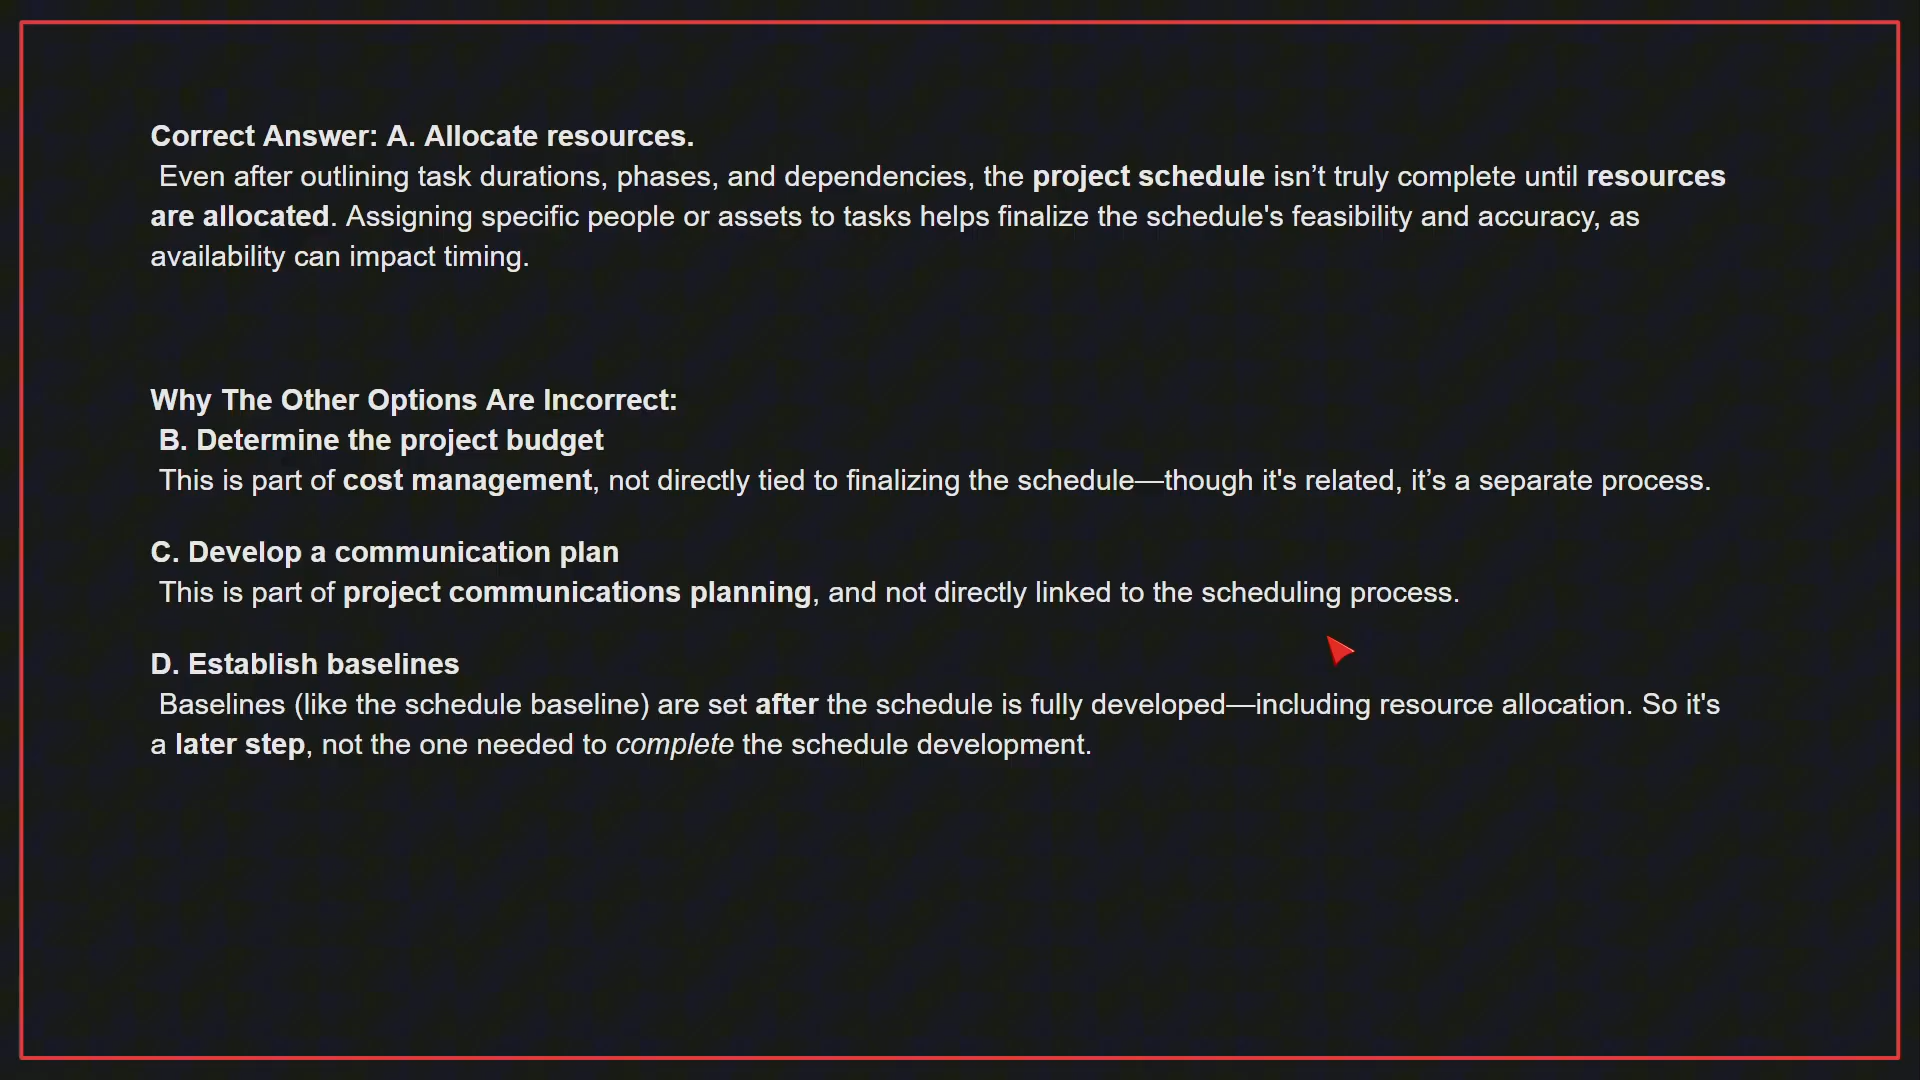 Correct Answer: A. Allocate resources.
Even after outlining task durations, phases, and dependencies, the project schedule isn’t truly complete until resources
are allocated. Assigning specific people or assets to tasks helps finalize the schedule's feasibility and accuracy, as
availability can impact timing.
Why The Other Options Are Incorrect:
B. Determine the project budget
This is part of cost management, not directly tied to finalizing the schedule—though it's related, it’s a separate process.
C. Develop a communication plan
This is part of project communications planning, and not directly linked to the scheduling process.
D. Establish baselines
Baselines (like the schedule baseline) are set after the schedule is fully developed—including resource allocation. So it's
a later step, not the one needed to complete the schedule development.